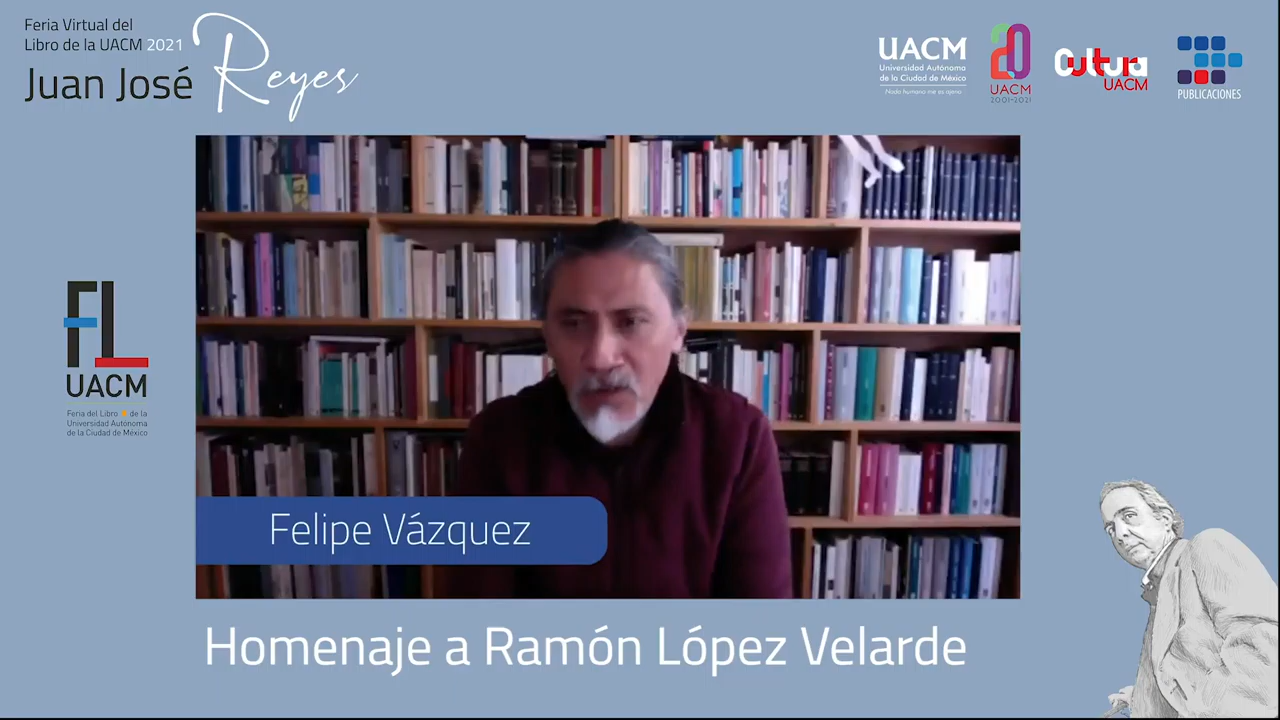 Feria Virtual del
Libro de la UACM 2021
Juan José Reyes
UACM
Universidad Autónoma
de la Ciudad de México
Nada humano me es ajeno
20
UACM
2001-2021
Cultura
UACM
PUBLICACIONES
FL
UACM
Feria del Libro de la
Universidad Autónoma
de la Ciudad de México
Felipe Vázquez
Homenaje a Ramón López Velarde